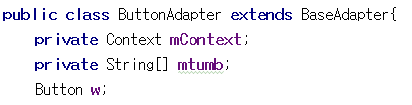 public class ButtonAdapter extends BaseAdapter{
private Context mContext;
private String[] mtumb;
Button w;